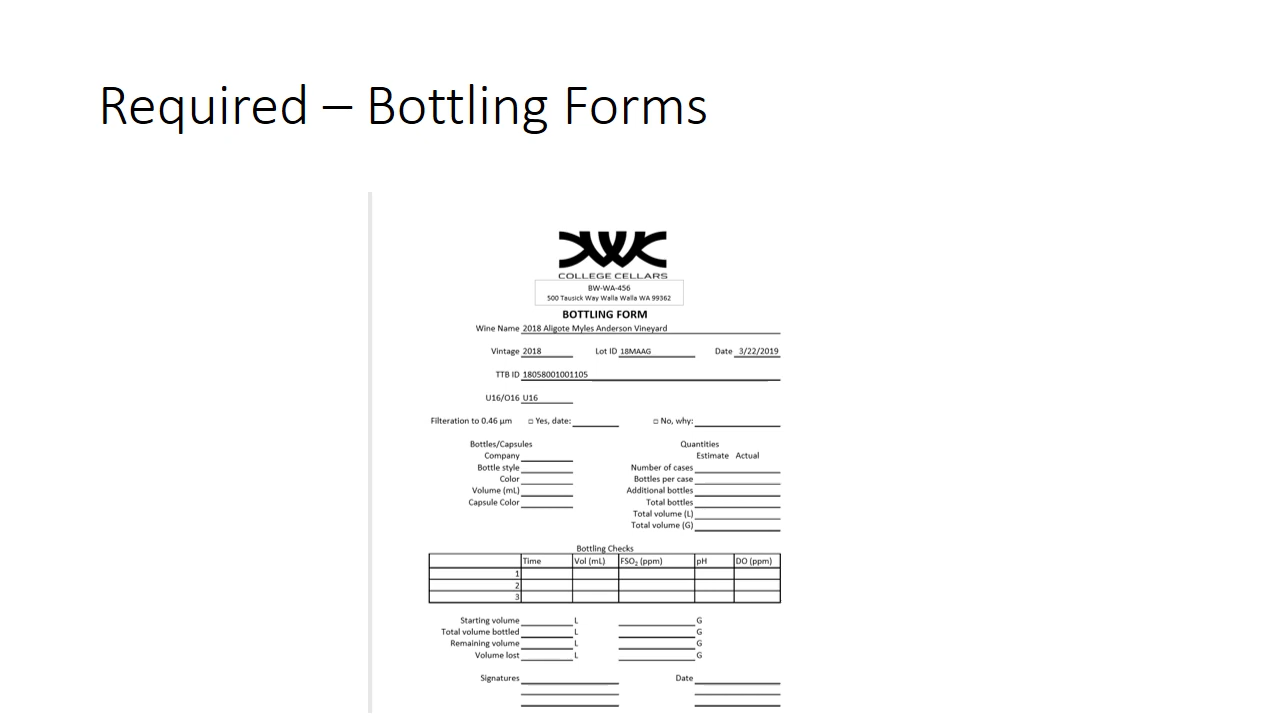 Required – Bottling Forms
COLLEGE CELLARS
BW-WA-456
500 Tausick Way Walla Walla WA 99362
BOTTLING FORM
Wine Name 2018 Aligote Myles Anderson Vineyard
Vintage 2018 Lot ID 18MAAG Date 3/22/2019
TTB ID 18058001001105
U16/O16 U16
Filteration to 0.46 µm □ Yes, date: □ No, why:
Bottles/Capsules Quantities
Company Estimate Actual
Bottle style Number of cases
Color Bottles per case
Volume (mL) Additional bottles
Capsule Color Total bottles
Total volume (L)
Total volume (G)
Bottling Checks
Time Vol (mL) FSO₂ (ppm) pH DO (ppm)
1
2
3
Starting volume L G
Total volume bottled L G
Remaining volume L G
Volume lost L G
Signatures Date